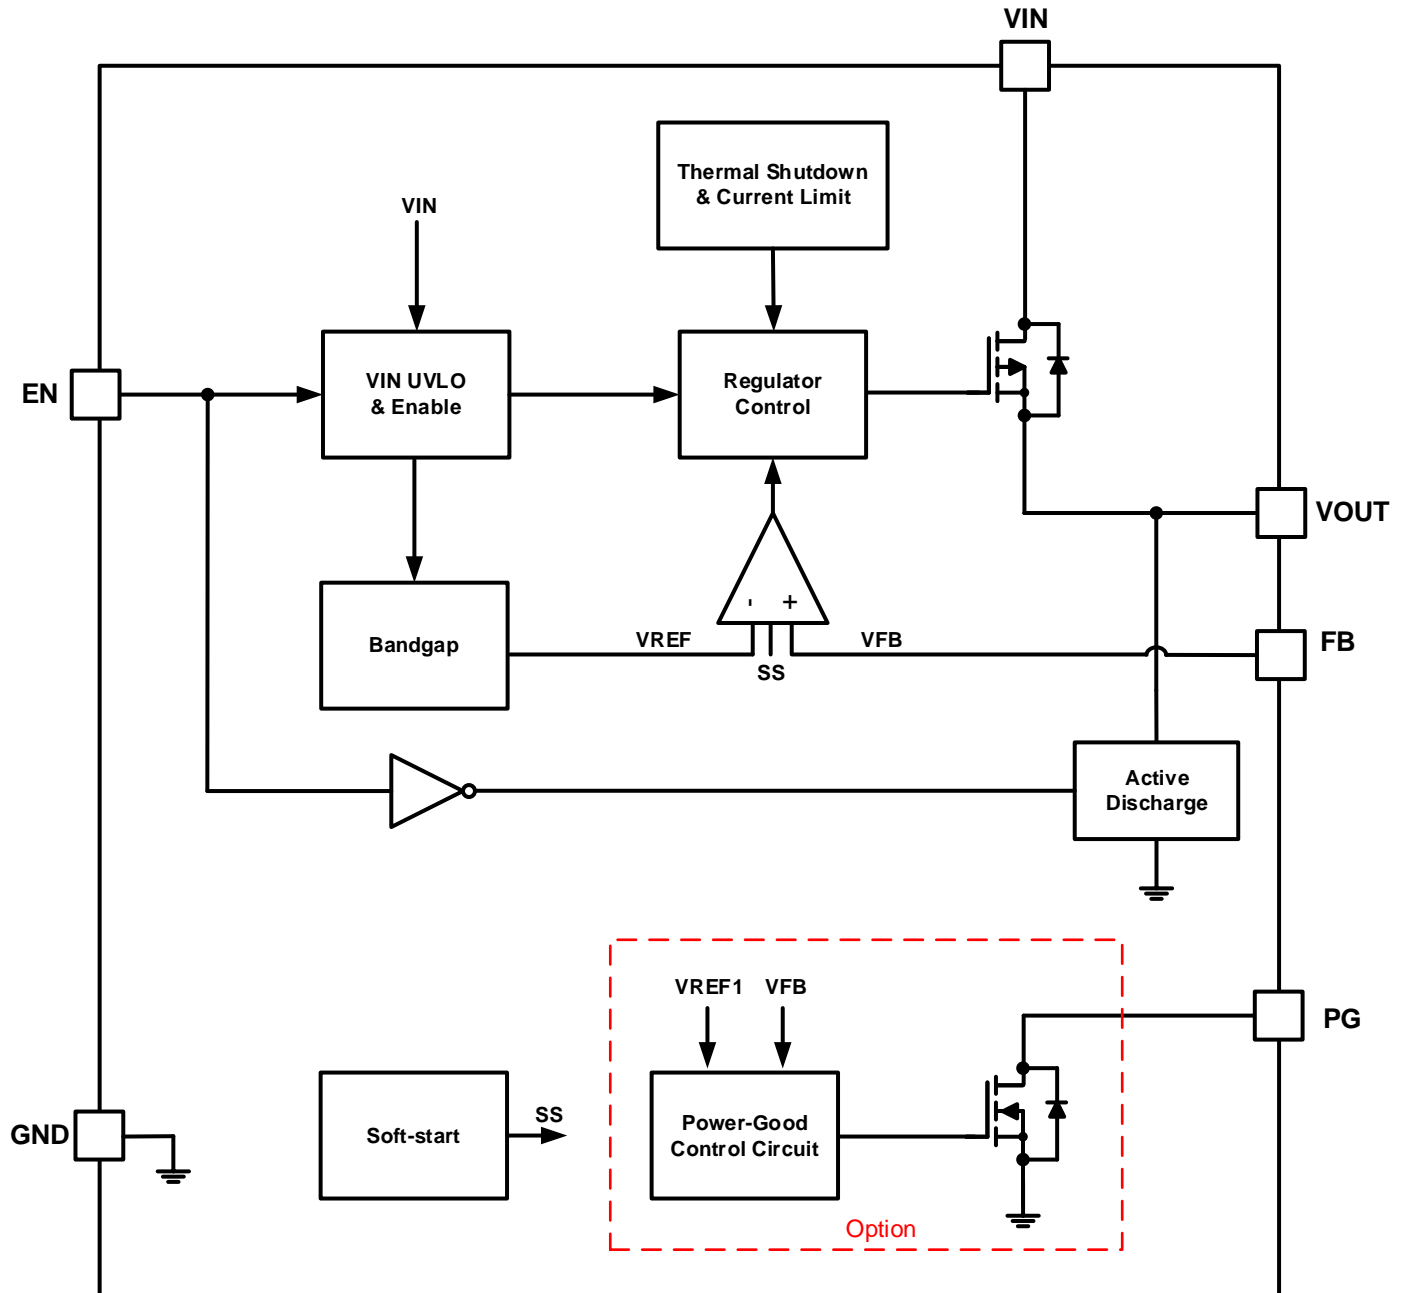 VIN
Thermal Shutdown
& Current Limit
VIN
EN
VIN UVLO
& Enable
Regulator
Control
VOUT
- +
Bandgap
VREF
SS
VFB
FB
Active
Discharge
VREF1
VFB
PG
GND
Soft-start
SS
Power-Good
Control Circuit
Option